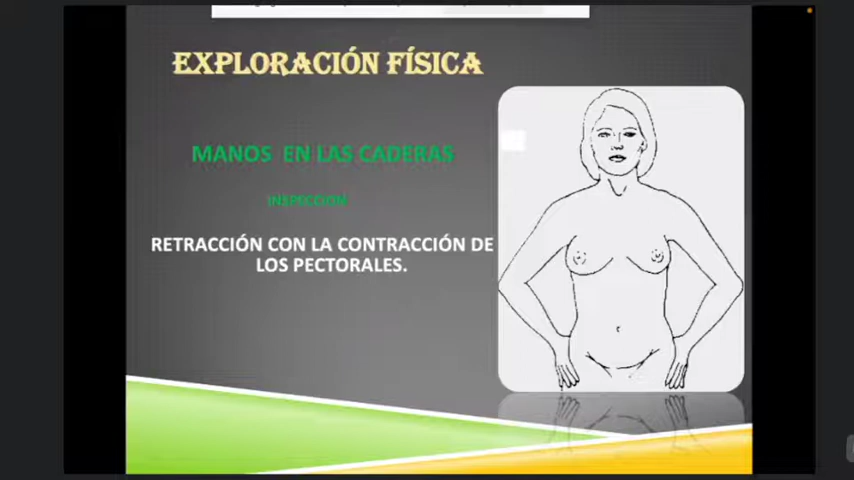 EXPLORACIÓN FÍSICA
MANOS EN LAS CADERAS
INSPECCIÓN
RETRACCIÓN CON LA CONTRACCIÓN DE
LOS PECTORALES.